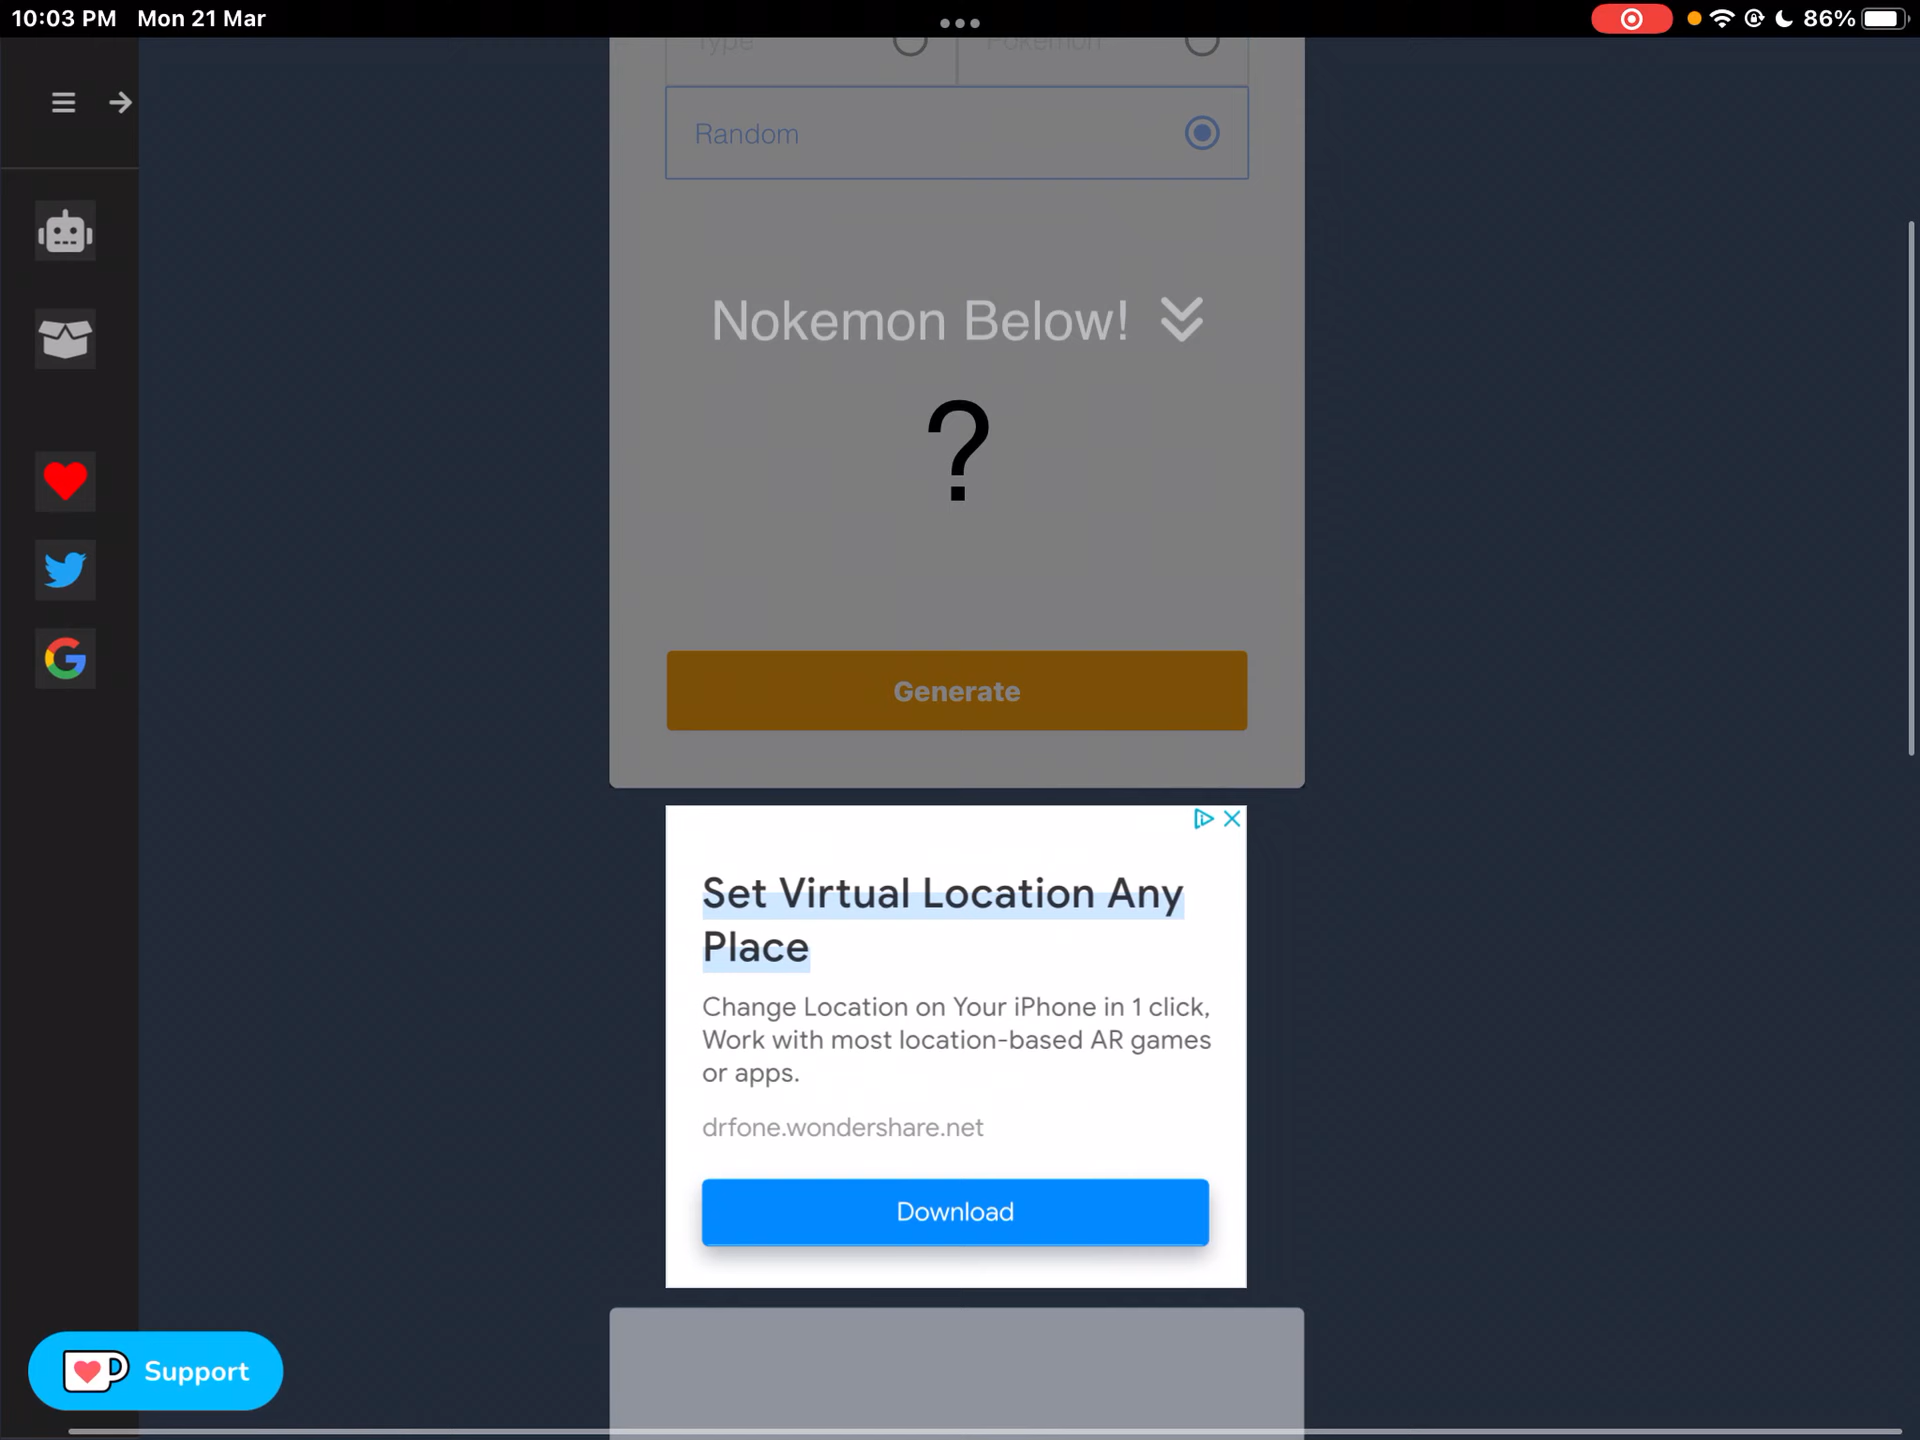 10:03 PM Mon 21 Mar
86%
Type
Pokemon
Random
Nokemon Below!
?
Generate
Set Virtual Location Any
Place
Change Location on Your iPhone in 1 click,
Work with most location-based AR games
or apps.
drfone.wondershare.net
Download
Support